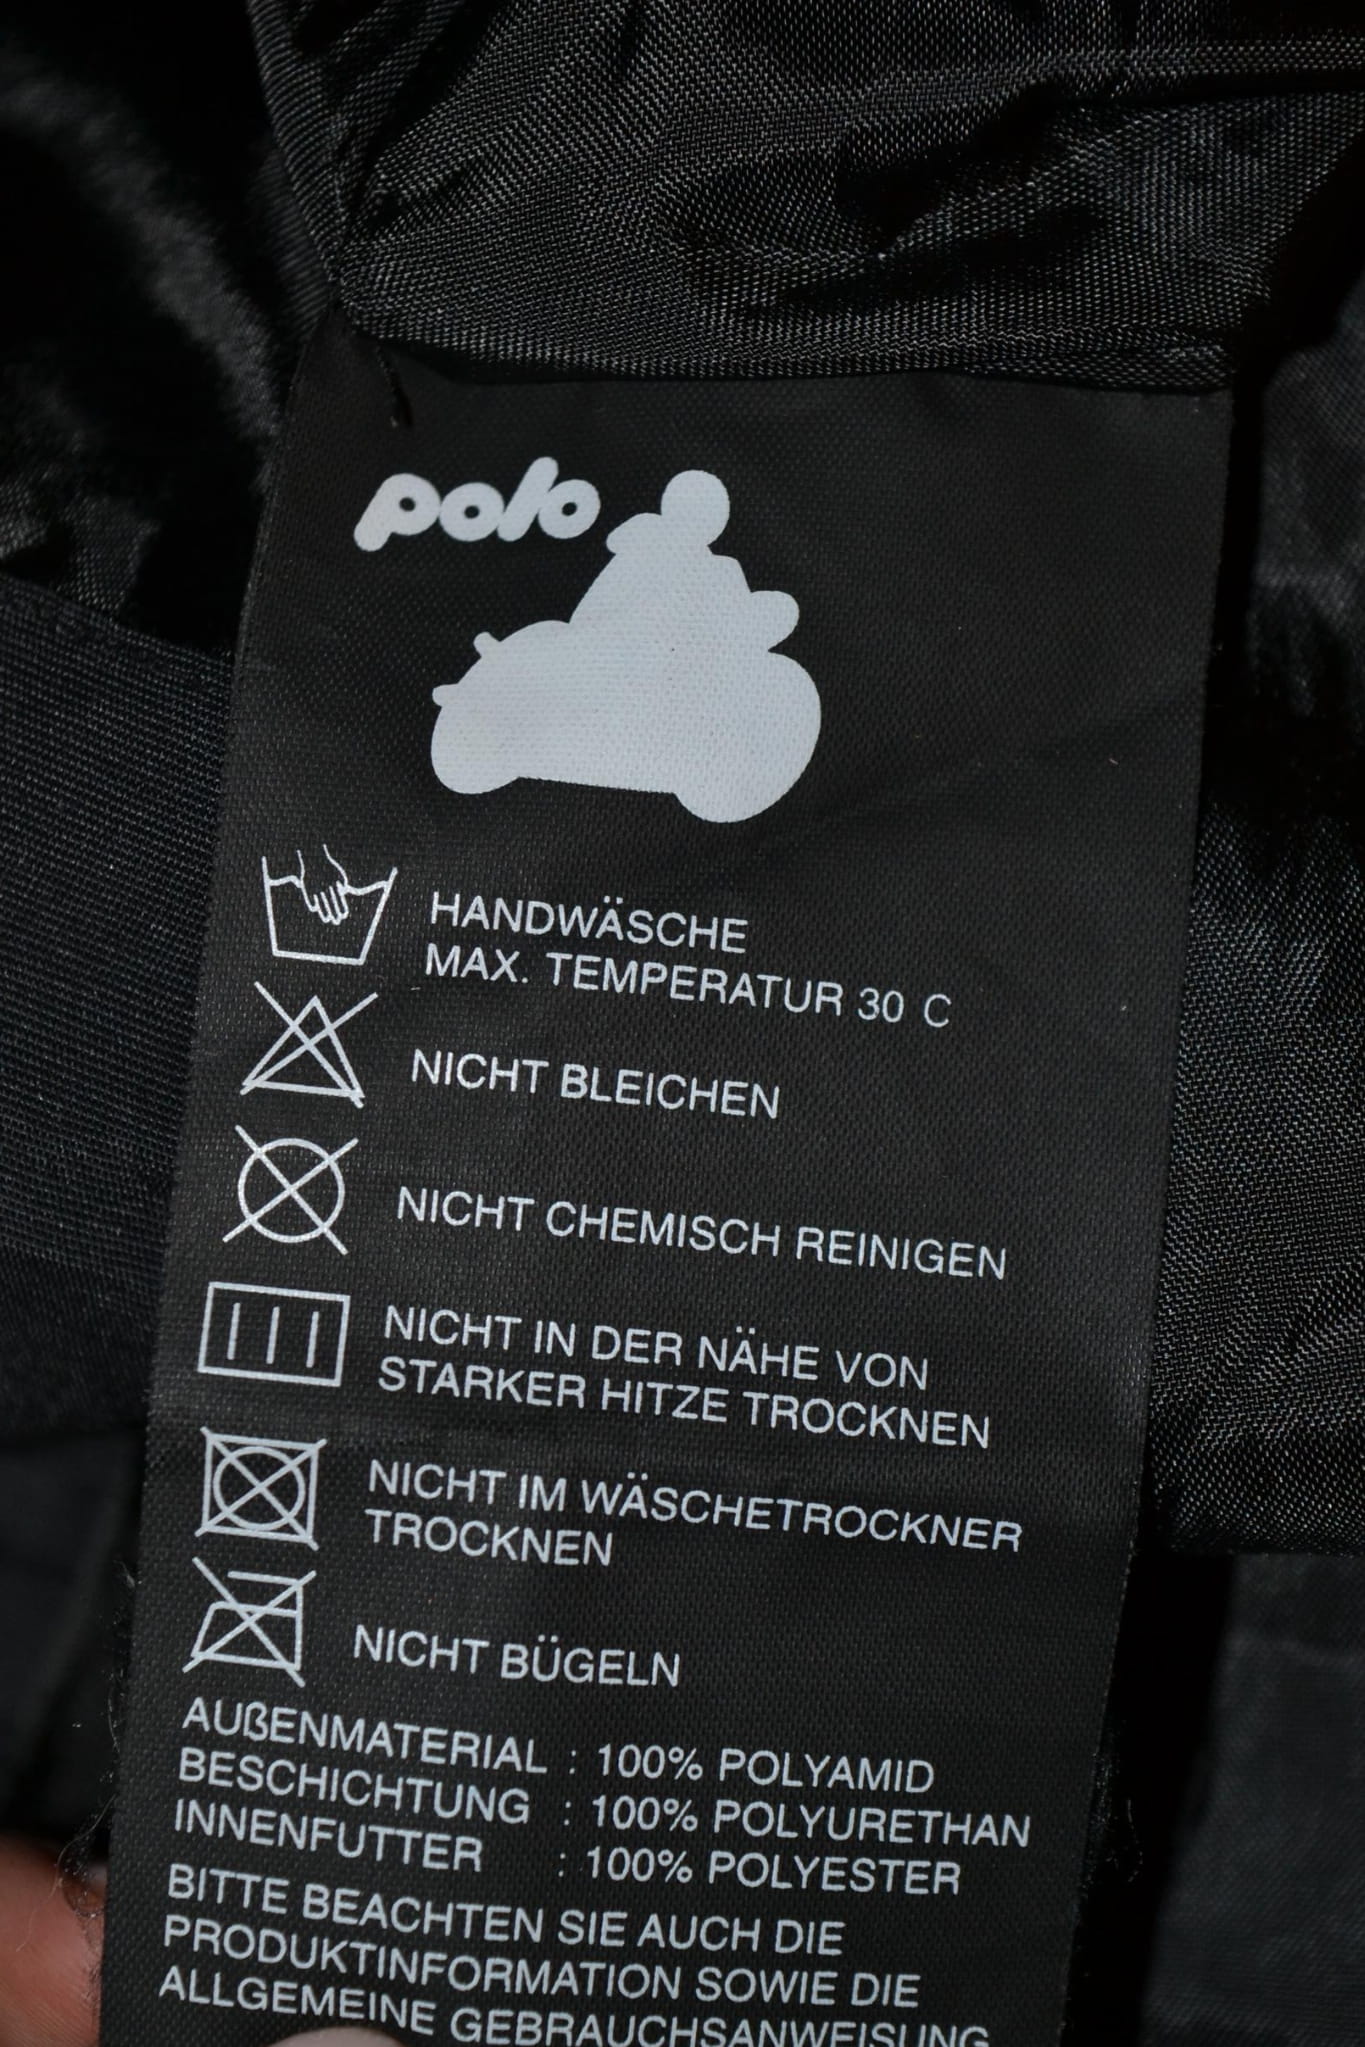 polo
HANDWÄSCHE
MAX. TEMPERATUR 30 C
NICHT BLEICHEN
NICHT CHEMISCH REINIGEN
NICHT IN DER NÄHE VON
STARKER HITZE TROCKNEN
NICHT IM WÄSCHETROCKNER
TROCKNEN
NICHT BÜGELN
AUßENMATERIAL : 100% POLYAMID
BESCHICHTUNG : 100% POLYURETHAN
INNENFUTTER : 100% POLYESTER
BITTE BEACHTEN SIE AUCH DIE
PRODUKTINFORMATION SOWIE DIE
ALLGEMEINE GEBRAUCHSANWEISUNG